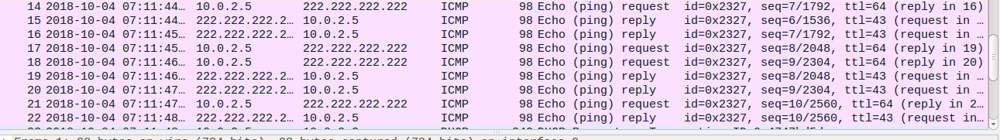 14 2018-10-04 07:11:44… 10.0.2.5 222.222.222.222 ICMP 98 Echo (ping) request id=0x2327, seq=7/1792, ttl=64 (reply in 16)
15 2018-10-04 07:11:44… 222.222.222.2… 10.0.2.5 ICMP 98 Echo (ping) reply id=0x2327, seq=6/1536, ttl=43 (request in …
16 2018-10-04 07:11:45… 222.222.222.2… 10.0.2.5 ICMP 98 Echo (ping) reply id=0x2327, seq=7/1792, ttl=43 (request in …
17 2018-10-04 07:11:45… 10.0.2.5 222.222.222.222 ICMP 98 Echo (ping) request id=0x2327, seq=8/2048, ttl=64 (reply in 19)
18 2018-10-04 07:11:46… 10.0.2.5 222.222.222.222 ICMP 98 Echo (ping) request id=0x2327, seq=9/2304, ttl=64 (reply in 20)
19 2018-10-04 07:11:46… 222.222.222.2… 10.0.2.5 ICMP 98 Echo (ping) reply id=0x2327, seq=8/2048, ttl=43 (request in …
20 2018-10-04 07:11:47… 222.222.222.2… 10.0.2.5 ICMP 98 Echo (ping) reply id=0x2327, seq=9/2304, ttl=43 (request in …
21 2018-10-04 07:11:47… 10.0.2.5 222.222.222.222 ICMP 98 Echo (ping) request id=0x2327, seq=10/2560, ttl=64 (reply in 2…
22 2018-10-04 07:11:48… 222.222.222.2… 10.0.2.5 ICMP 98 Echo (ping) reply id=0x2327, seq=10/2560, ttl=43 (request in…